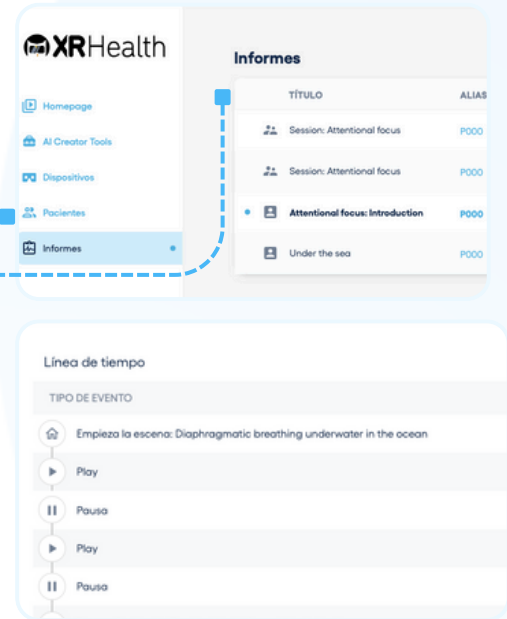 XRHealth
Homepage
AI Creator Tools
Dispositivos
Pacientes
Informes
Informes
TÍTULO ALIAS
Session: Attentional focus P000
Session: Attentional focus P000
Attentional focus: Introduction P000
Under the sea P000
Línea de tiempo
TIPO DE EVENTO
Empieza la escena: Diaphragmatic breathing underwater in the ocean
Play
Pausa
Play
Pausa